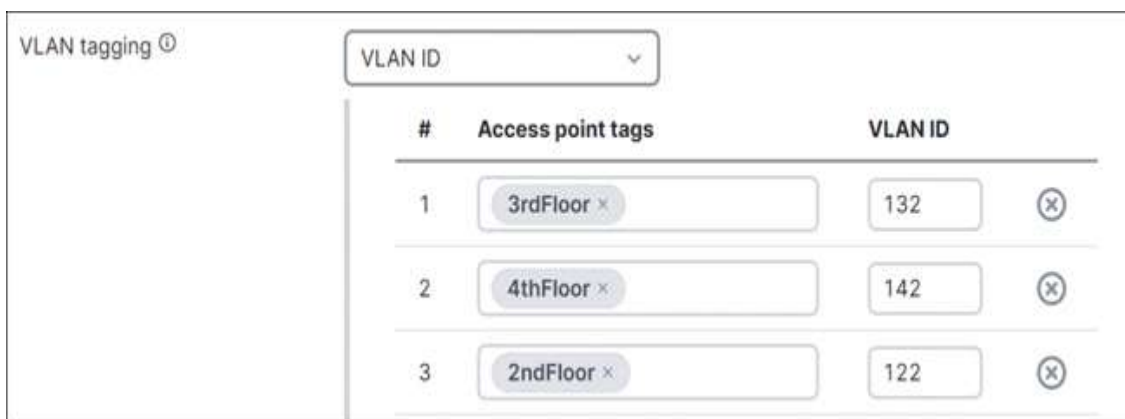 VLAN tagging ⓘ
VLAN ID
# Access point tags VLAN ID
1 3rdFloor × 132
2 4thFloor × 142
3 2ndFloor × 122